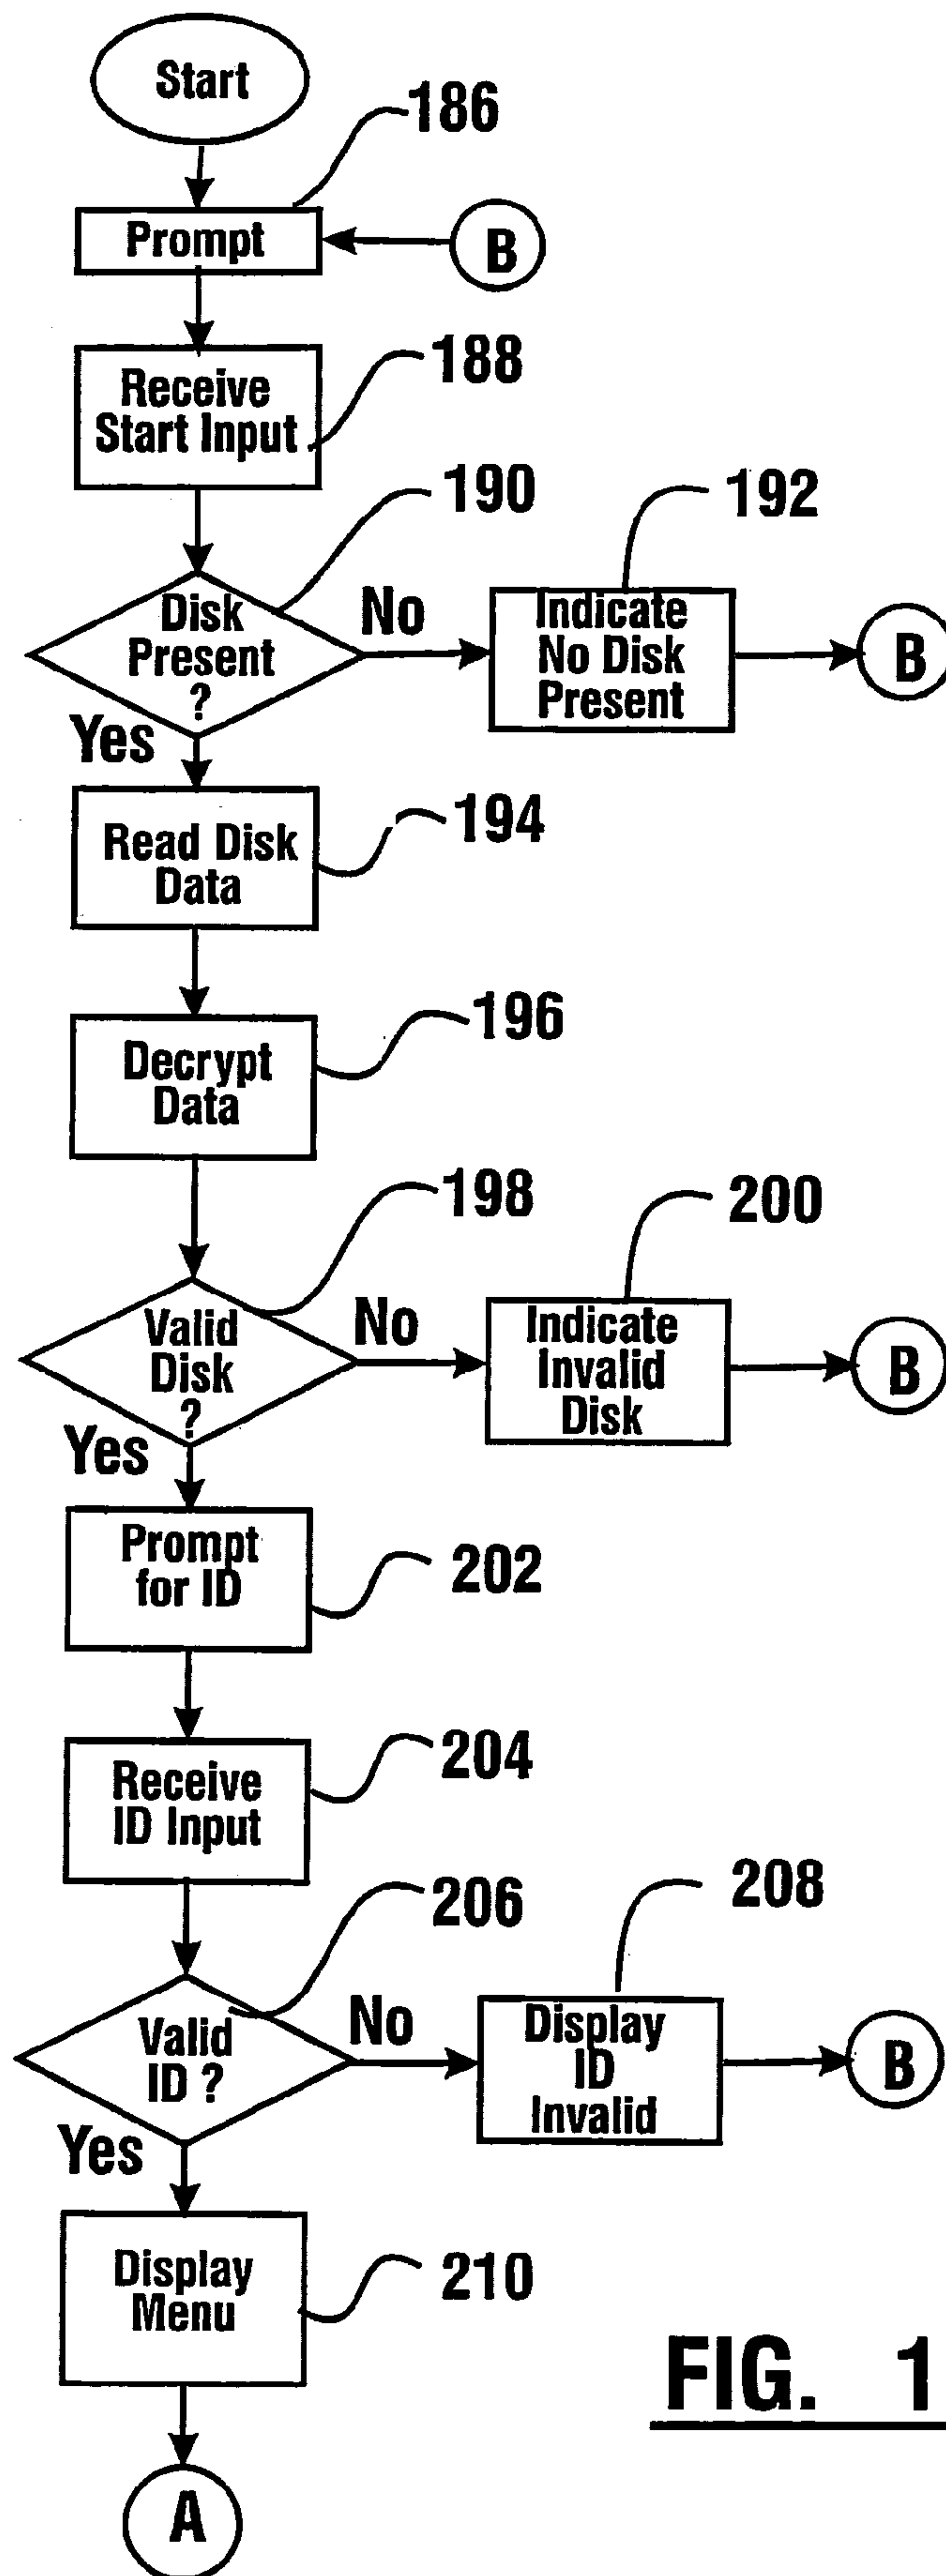 Start
186
Prompt
B
188
Receive
Start Input
190
192
Disk
Present
?
No
Indicate
No Disk
Present
B
Yes
194
Read Disk
Data
196
Decrypt
Data
198
200
Valid
Disk
?
No
Indicate
Invalid
Disk
B
Yes
Prompt
for ID
202
204
Receive
ID Input
206
208
Valid
ID ?
No
Display
ID
Invalid
B
Yes
Display
Menu
210
FIG. 1
A